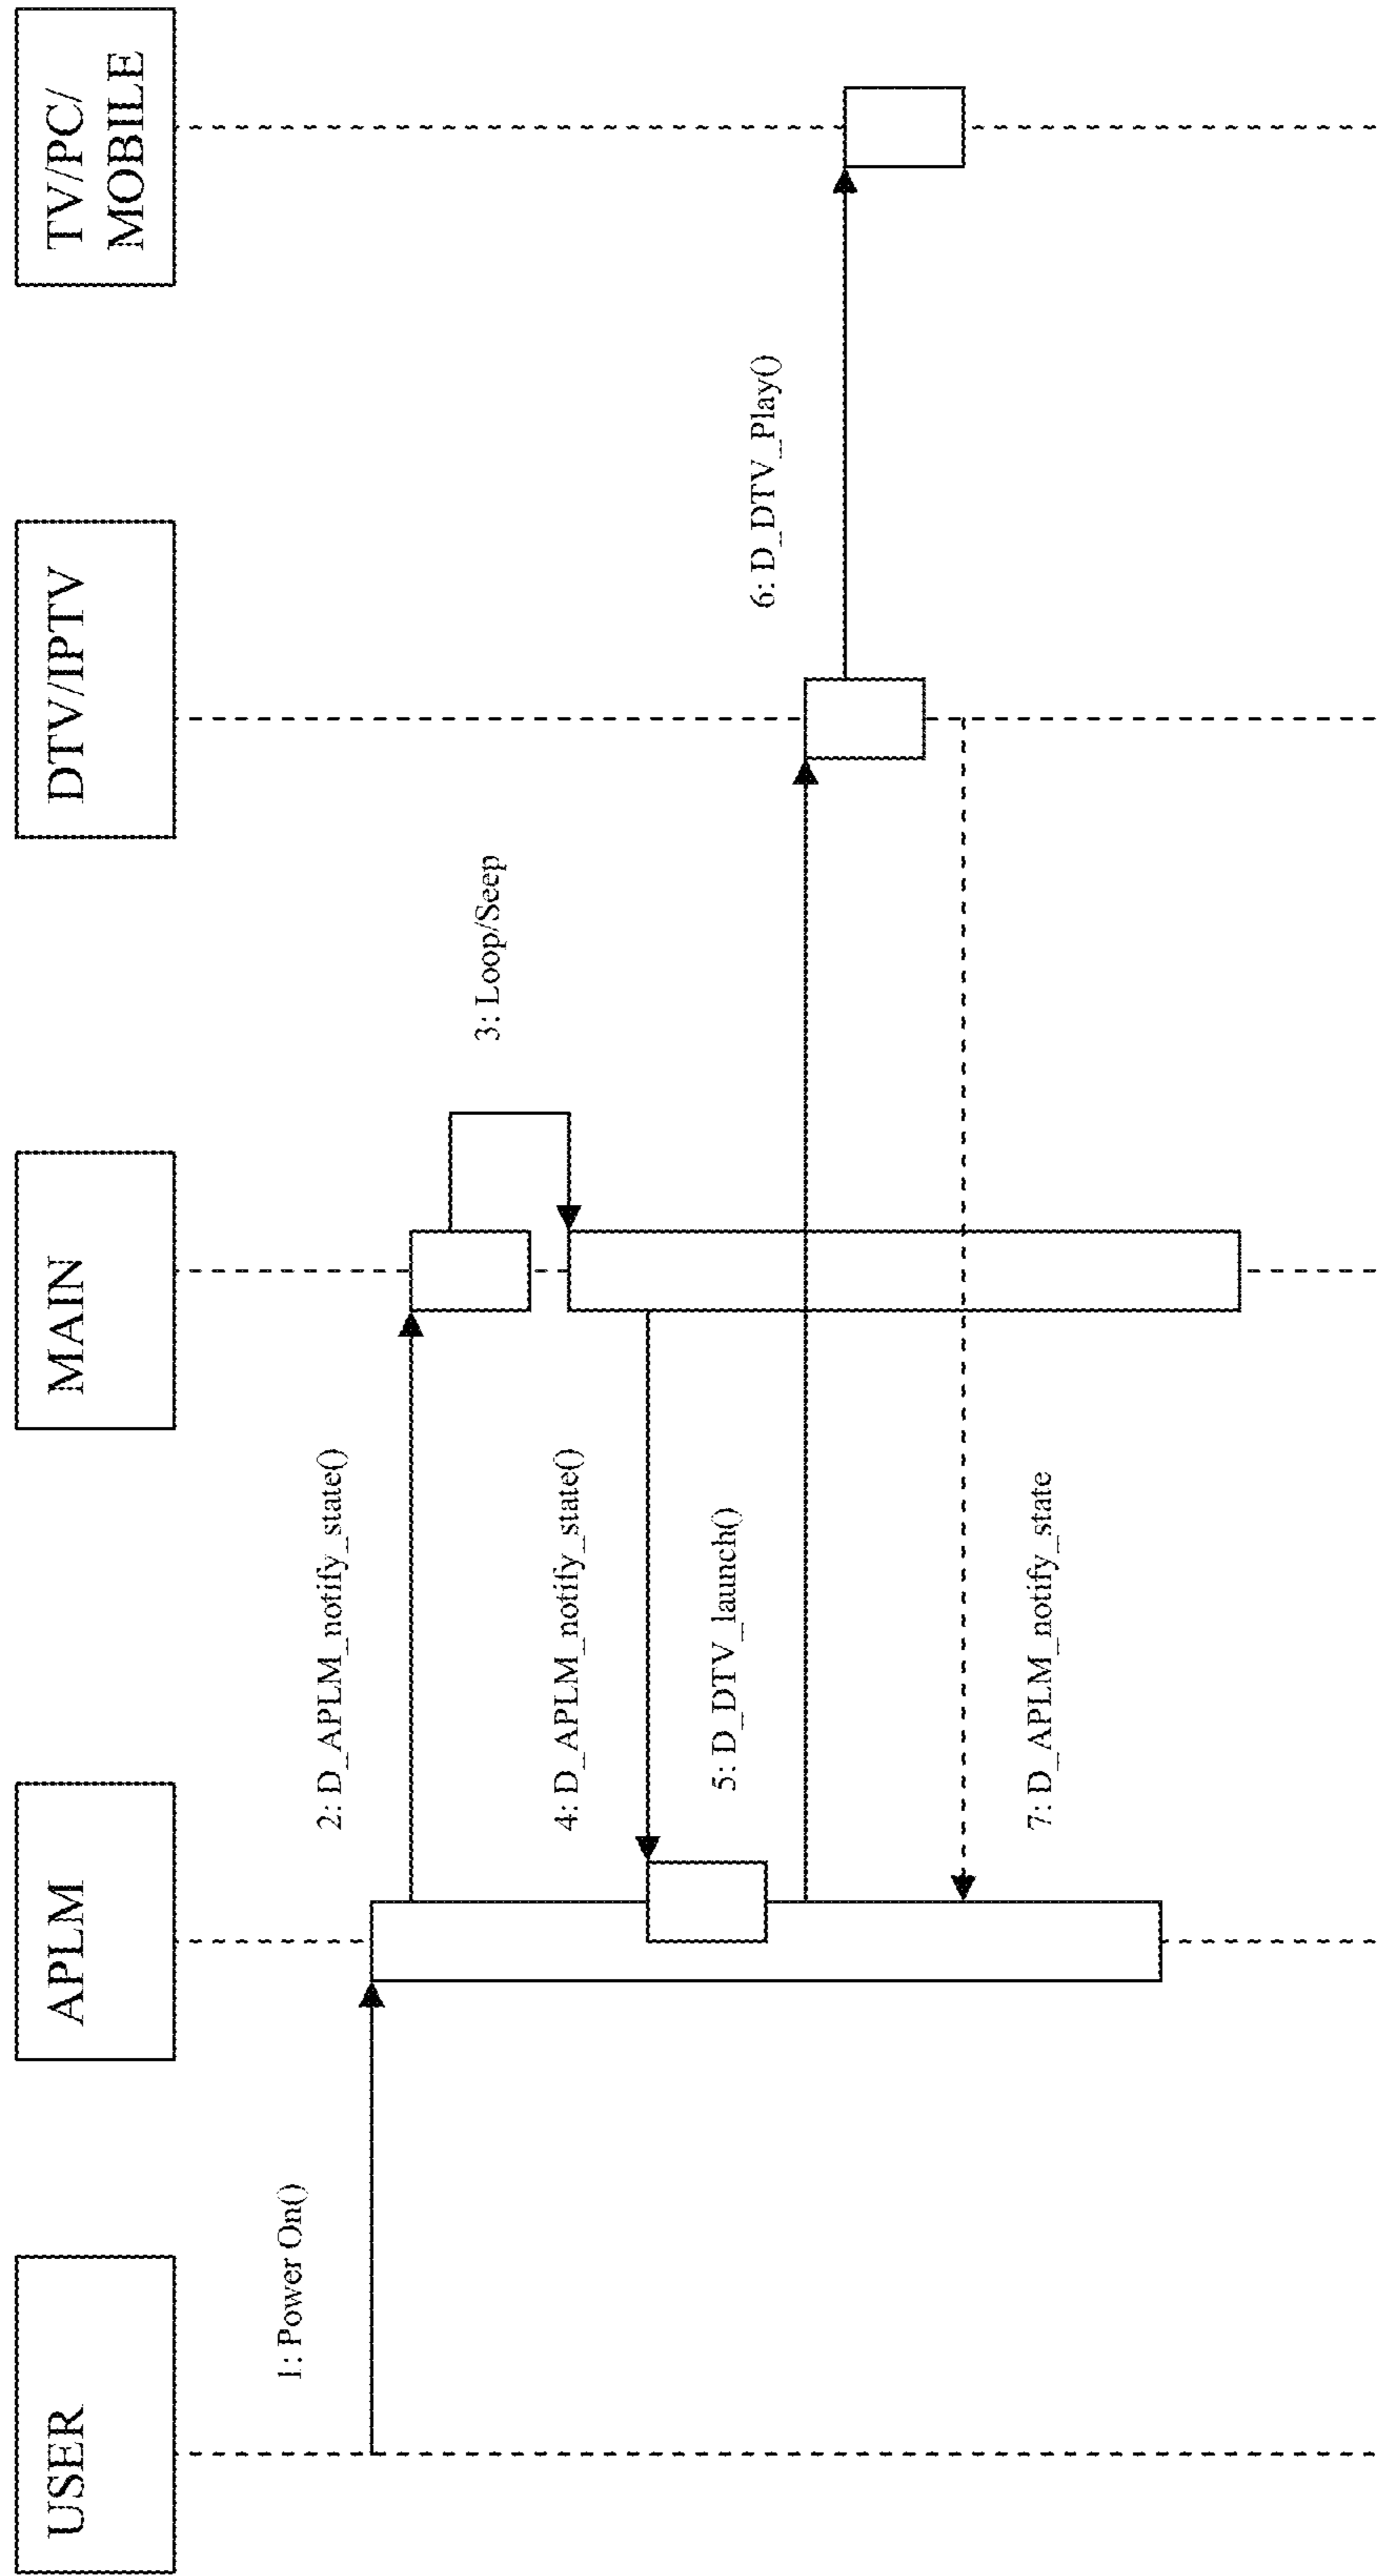 USER
APLM
MAIN
DTV/IPTV
TV/PC/
MOBILE
1: Power On()
2: D_APLM_notify_state()
3: Loop/Seep
4: D_APLM_notify_state()
5: D_DTV_launch()
6: D_DTV_Play()
7: D_APLM_notify_state